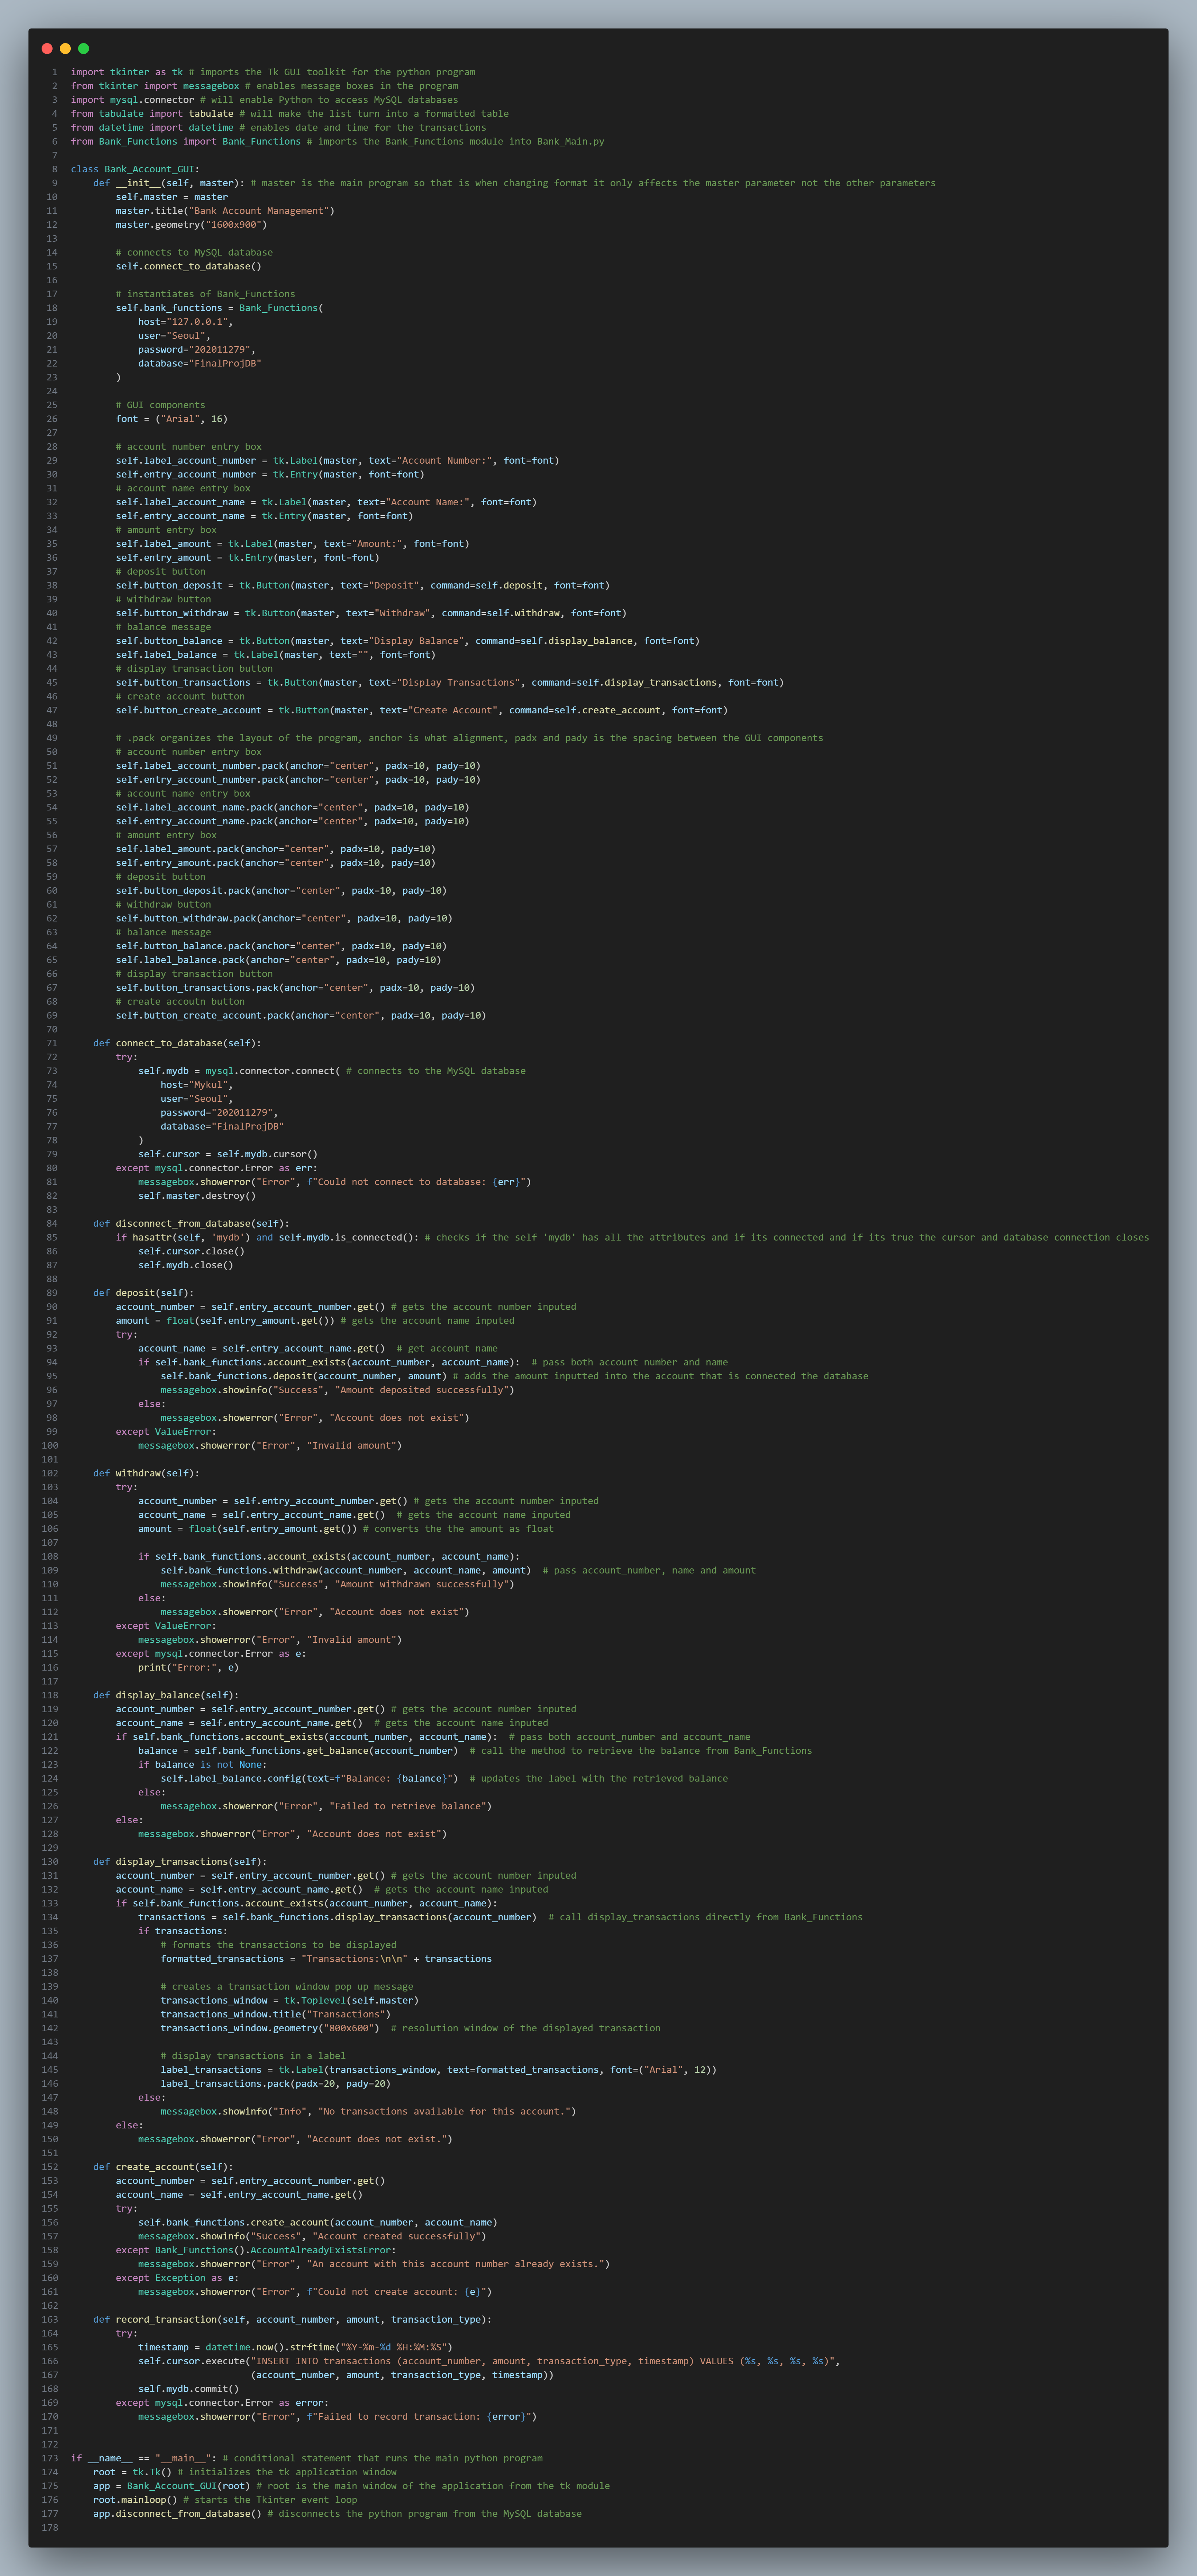 1 import tkinter as tk # imports the Tk GUI toolkit for the python program
2 from tkinter import messagebox # enables message boxes in the program
3 import mysql.connector # will enable Python to access MySQL databases
4 from tabulate import tabulate # will make the list turn into a formatted table
5 from datetime import datetime # enables date and time for the transactions
6 from Bank_Functions import Bank_Functions # imports the Bank_Functions module into Bank_Main.py
7
8 class Bank_Account_GUI:
9     def __init__(self, master): # master is the main program so that is when changing format it only affects the master parameter not the other parameters
10         self.master = master
11         master.title("Bank Account Management")
12         master.geometry("1600x900")
13
14         # connects to MySQL database
15         self.connect_to_database()
16
17         # instantiates of Bank_Functions
18         self.bank_functions = Bank_Functions(
19             host="127.0.0.1",
20             user="Seoul",
21             password="202011279",
22             database="FinalProjDB"
23         )
24
25         # GUI components
26         font = ("Arial", 16)
27
28         # account number entry box
29         self.label_account_number = tk.Label(master, text="Account Number:", font=font)
30         self.entry_account_number = tk.Entry(master, font=font)
31         # account name entry box
32         self.label_account_name = tk.Label(master, text="Account Name:", font=font)
33         self.entry_account_name = tk.Entry(master, font=font)
34         # amount entry box
35         self.label_amount = tk.Label(master, text="Amount:", font=font)
36         self.entry_amount = tk.Entry(master, font=font)
37         # deposit button
38         self.button_deposit = tk.Button(master, text="Deposit", command=self.deposit, font=font)
39         # withdraw button
40         self.button_withdraw = tk.Button(master, text="Withdraw", command=self.withdraw, font=font)
41         # balance message
42         self.button_balance = tk.Button(master, text="Display Balance", command=self.display_balance, font=font)
43         self.label_balance = tk.Label(master, text="", font=font)
44         # display transaction button
45         self.button_transactions = tk.Button(master, text="Display Transactions", command=self.display_transactions, font=font)
46         # create account button
47         self.button_create_account = tk.Button(master, text="Create Account", command=self.create_account, font=font)
48
49         # .pack organizes the layout of the program, anchor is what alignment, padx and pady is the spacing between the GUI components
50         # account number entry box
51         self.label_account_number.pack(anchor="center", padx=10, pady=10)
52         self.entry_account_number.pack(anchor="center", padx=10, pady=10)
53         # account name entry box
54         self.label_account_name.pack(anchor="center", padx=10, pady=10)
55         self.entry_account_name.pack(anchor="center", padx=10, pady=10)
56         # amount entry box
57         self.label_amount.pack(anchor="center", padx=10, pady=10)
58         self.entry_amount.pack(anchor="center", padx=10, pady=10)
59         # deposit button
60         self.button_deposit.pack(anchor="center", padx=10, pady=10)
61         # withdraw button
62         self.button_withdraw.pack(anchor="center", padx=10, pady=10)
63         # balance message
64         self.button_balance.pack(anchor="center", padx=10, pady=10)
65         self.label_balance.pack(anchor="center", padx=10, pady=10)
66         # display transaction button
67         self.button_transactions.pack(anchor="center", padx=10, pady=10)
68         # create accoutn button
69         self.button_create_account.pack(anchor="center", padx=10, pady=10)
70
71     def connect_to_database(self):
72         try:
73             self.mydb = mysql.connector.connect( # connects to the MySQL database
74                 host="Mykul",
75                 user="Seoul",
76                 password="202011279",
77                 database="FinalProjDB"
78             )
79             self.cursor = self.mydb.cursor()
80         except mysql.connector.Error as err:
81             messagebox.showerror("Error", f"Could not connect to database: {err}")
82             self.master.destroy()
83
84     def disconnect_from_database(self):
85         if hasattr(self, 'mydb') and self.mydb.is_connected(): # checks if the self 'mydb' has all the attributes and if its connected and if its true the cursor and database connection closes
86             self.cursor.close()
87             self.mydb.close()
88
89     def deposit(self):
90         account_number = self.entry_account_number.get() # gets the account number inputed
91         amount = float(self.entry_amount.get()) # gets the account name inputed
92         try:
93             account_name = self.entry_account_name.get()  # get account name
94             if self.bank_functions.account_exists(account_number, account_name):  # pass both account number and name
95                 self.bank_functions.deposit(account_number, amount) # adds the amount inputted into the account that is connected the database
96                 messagebox.showinfo("Success", "Amount deposited successfully")
97             else:
98                 messagebox.showerror("Error", "Account does not exist")
99         except ValueError:
100             messagebox.showerror("Error", "Invalid amount")
101
102     def withdraw(self):
103         try:
104             account_number = self.entry_account_number.get() # gets the account number inputed
105             account_name = self.entry_account_name.get()  # gets the account name inputed
106             amount = float(self.entry_amount.get()) # converts the the amount as float
107
108             if self.bank_functions.account_exists(account_number, account_name):
109                 self.bank_functions.withdraw(account_number, account_name, amount)  # pass account_number, name and amount
110                 messagebox.showinfo("Success", "Amount withdrawn successfully")
111             else:
112                 messagebox.showerror("Error", "Account does not exist")
113         except ValueError:
114             messagebox.showerror("Error", "Invalid amount")
115         except mysql.connector.Error as e:
116             print("Error:", e)
117
118     def display_balance(self):
119         account_number = self.entry_account_number.get() # gets the account number inputed
120         account_name = self.entry_account_name.get()  # gets the account name inputed
121         if self.bank_functions.account_exists(account_number, account_name):  # pass both account_number and account_name
122             balance = self.bank_functions.get_balance(account_number)  # call the method to retrieve the balance from Bank_Functions
123             if balance is not None:
124                 self.label_balance.config(text=f"Balance: {balance}")  # updates the label with the retrieved balance
125             else:
126                 messagebox.showerror("Error", "Failed to retrieve balance")
127         else:
128             messagebox.showerror("Error", "Account does not exist")
129
130     def display_transactions(self):
131         account_number = self.entry_account_number.get() # gets the account number inputed
132         account_name = self.entry_account_name.get()  # gets the account name inputed
133         if self.bank_functions.account_exists(account_number, account_name):
134             transactions = self.bank_functions.display_transactions(account_number)  # call display_transactions directly from Bank_Functions
135             if transactions:
136                 # formats the transactions to be displayed
137                 formatted_transactions = "Transactions:\n\n" + transactions
138
139                 # creates a transaction window pop up message
140                 transactions_window = tk.Toplevel(self.master)
141                 transactions_window.title("Transactions")
142                 transactions_window.geometry("800x600")  # resolution window of the displayed transaction
143
144                 # display transactions in a label
145                 label_transactions = tk.Label(transactions_window, text=formatted_transactions, font=("Arial", 12))
146                 label_transactions.pack(padx=20, pady=20)
147             else:
148                 messagebox.showinfo("Info", "No transactions available for this account.")
149         else:
150             messagebox.showerror("Error", "Account does not exist.")
151
152     def create_account(self):
153         account_number = self.entry_account_number.get()
154         account_name = self.entry_account_name.get()
155         try:
156             self.bank_functions.create_account(account_number, account_name)
157             messagebox.showinfo("Success", "Account created successfully")
158         except Bank_Functions().AccountAlreadyExistsError:
159             messagebox.showerror("Error", "An account with this account number already exists.")
160         except Exception as e:
161             messagebox.showerror("Error", f"Could not create account: {e}")
162
163     def record_transaction(self, account_number, amount, transaction_type):
164         try:
165             timestamp = datetime.now().strftime("%Y-%m-%d %H:%M:%S")
166             self.cursor.execute("INSERT INTO transactions (account_number, amount, transaction_type, timestamp) VALUES (%s, %s, %s, %s)",
167                                 (account_number, amount, transaction_type, timestamp))
168             self.mydb.commit()
169         except mysql.connector.Error as error:
170             messagebox.showerror("Error", f"Failed to record transaction: {error}")
171
172
173 if __name__ == "__main__": # conditional statement that runs the main python program
174     root = tk.Tk() # initializes the tk application window
175     app = Bank_Account_GUI(root) # root is the main window of the application from the tk module
176     root.mainloop() # starts the Tkinter event loop
177     app.disconnect_from_database() # disconnects the python program from the MySQL database
178